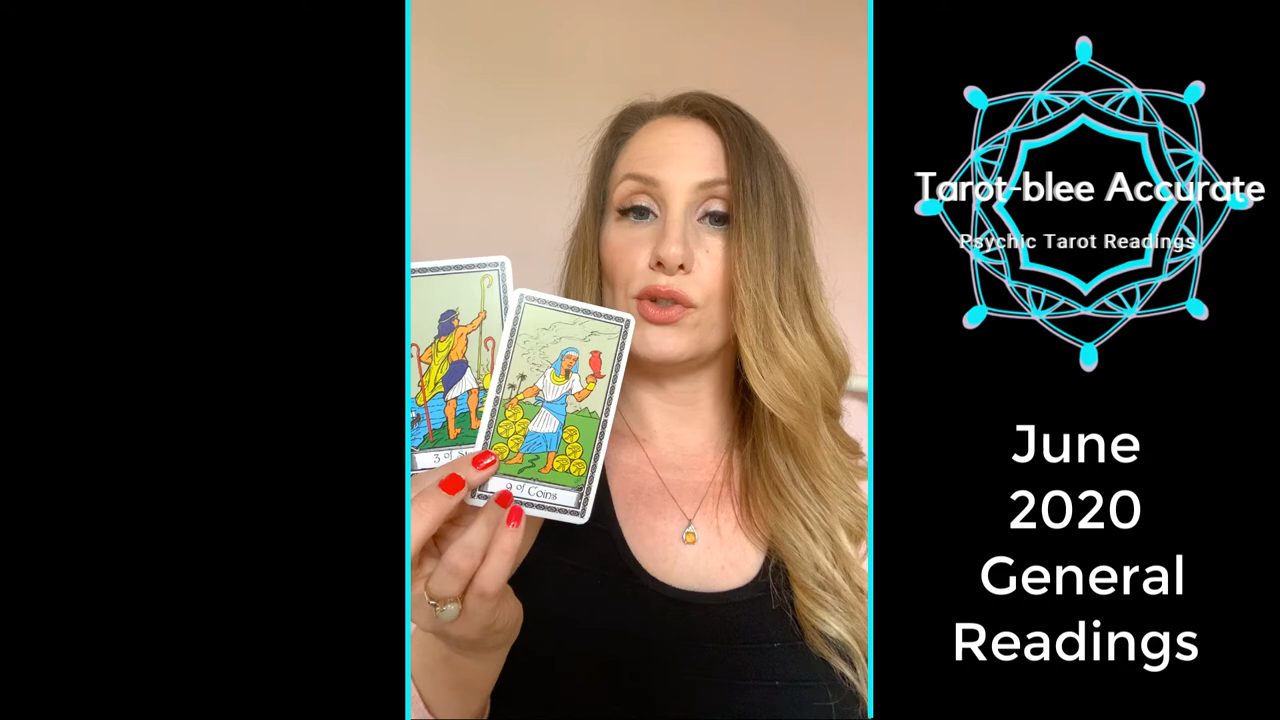 Tarot-blee Accurate
Psychic Tarot Readings
3 of
9 of Coins
June
2020
General
Readings